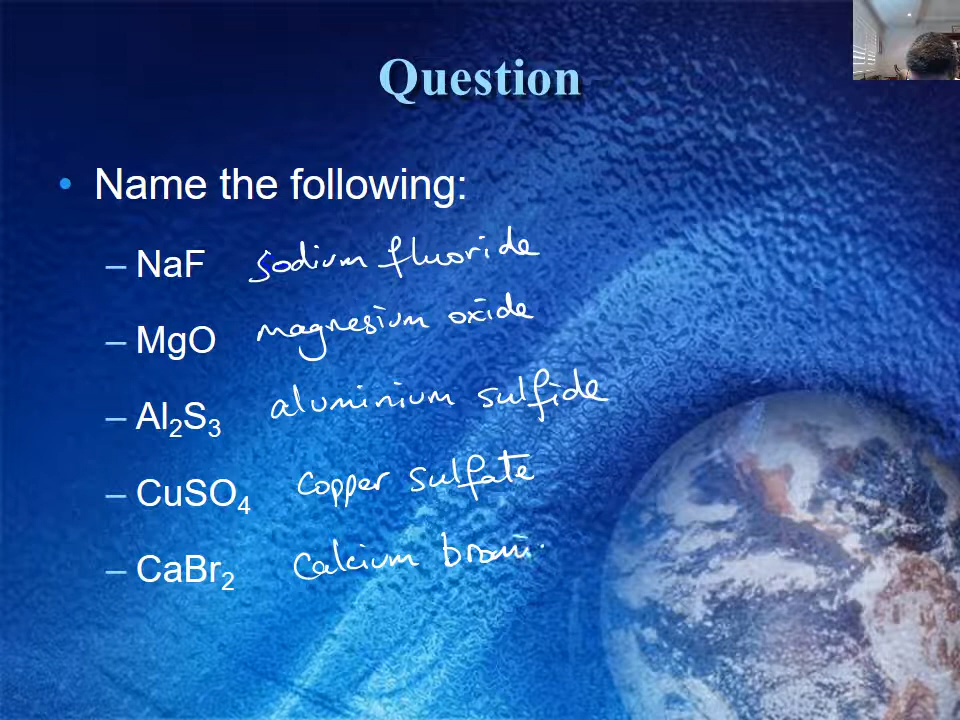 Question
• Name the following:
– NaF sodium fluoride
– MgO magnesium oxide
– Al₂S₃ aluminium sulfide
– CuSO₄ copper sulfate
– CaBr₂ calcium bromi